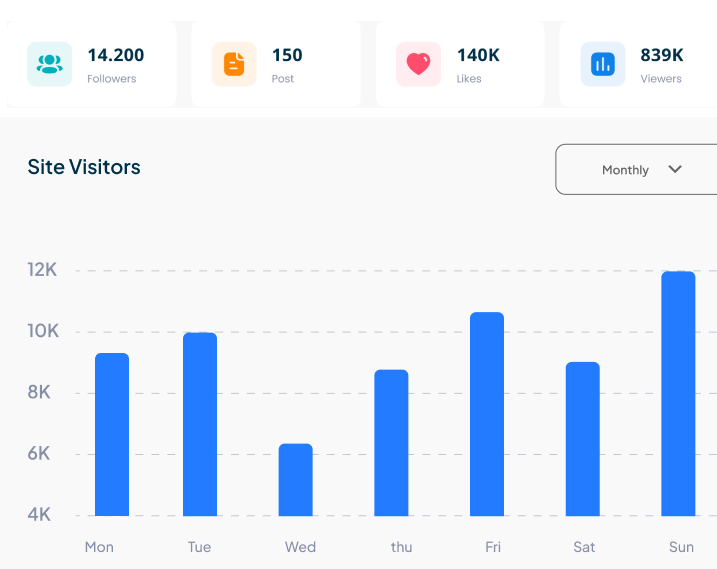 14.200
Followers
150
Post
140K
Likes
839K
Viewers
Site Visitors
Monthly
12K
10K
8K
6K
4K
Mon Tue Wed thu Fri Sat Sun